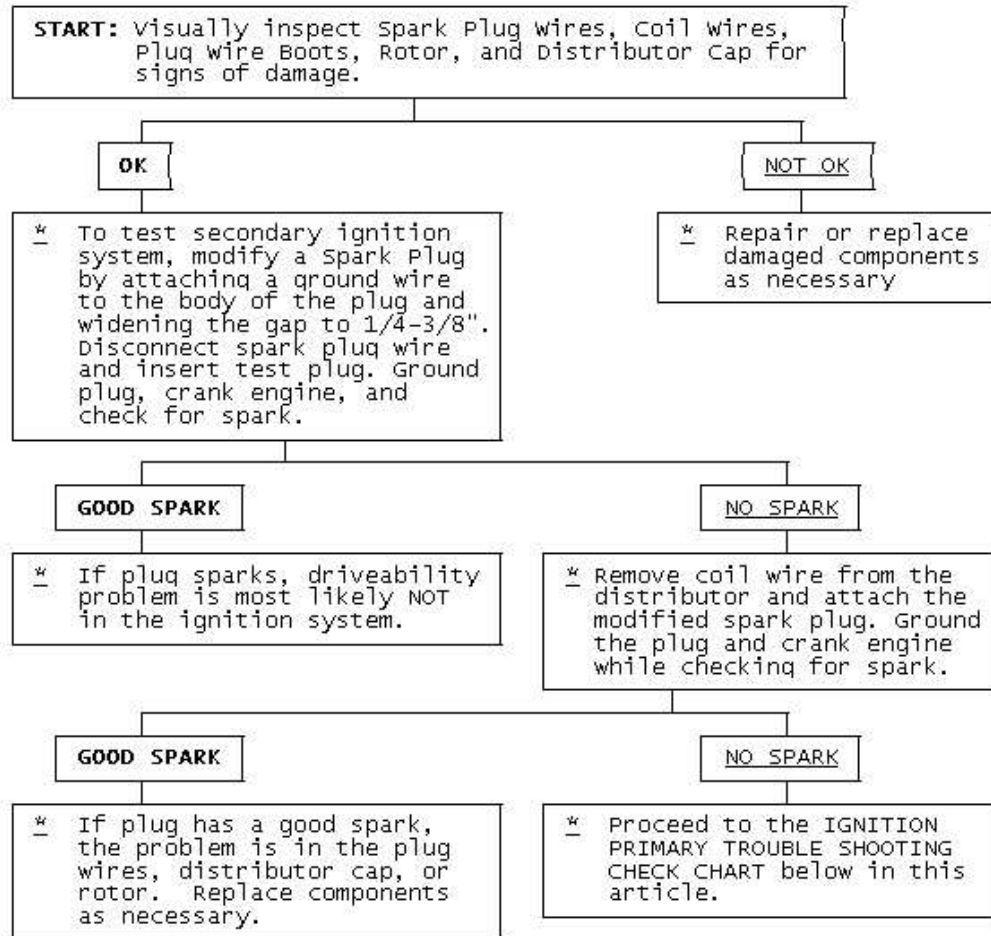 START: Visually inspect Spark Plug Wires, Coil Wires,
Plug Wire Boots, Rotor, and Distributor Cap for
signs of damage.
OK
NOT OK
* To test secondary ignition
system, modify a Spark Plug
by attaching a ground wire
to the body of the plug and
widening the gap to 1/4-3/8".
Disconnect spark plug wire
and insert test plug. Ground
plug, crank engine, and
check for spark.
* Repair or replace
damaged components
as necessary
GOOD SPARK
NO SPARK
* If plug sparks, driveability
problem is most likely NOT
in the ignition system.
* Remove coil wire from the
distributor and attach the
modified spark plug. Ground
the plug and crank engine
while checking for spark.
GOOD SPARK
NO SPARK
* If plug has a good spark,
the problem is in the plug
wires, distributor cap, or
rotor. Replace components
as necessary.
* Proceed to the IGNITION
PRIMARY TROUBLE SHOOTING
CHECK CHART below in this
article.